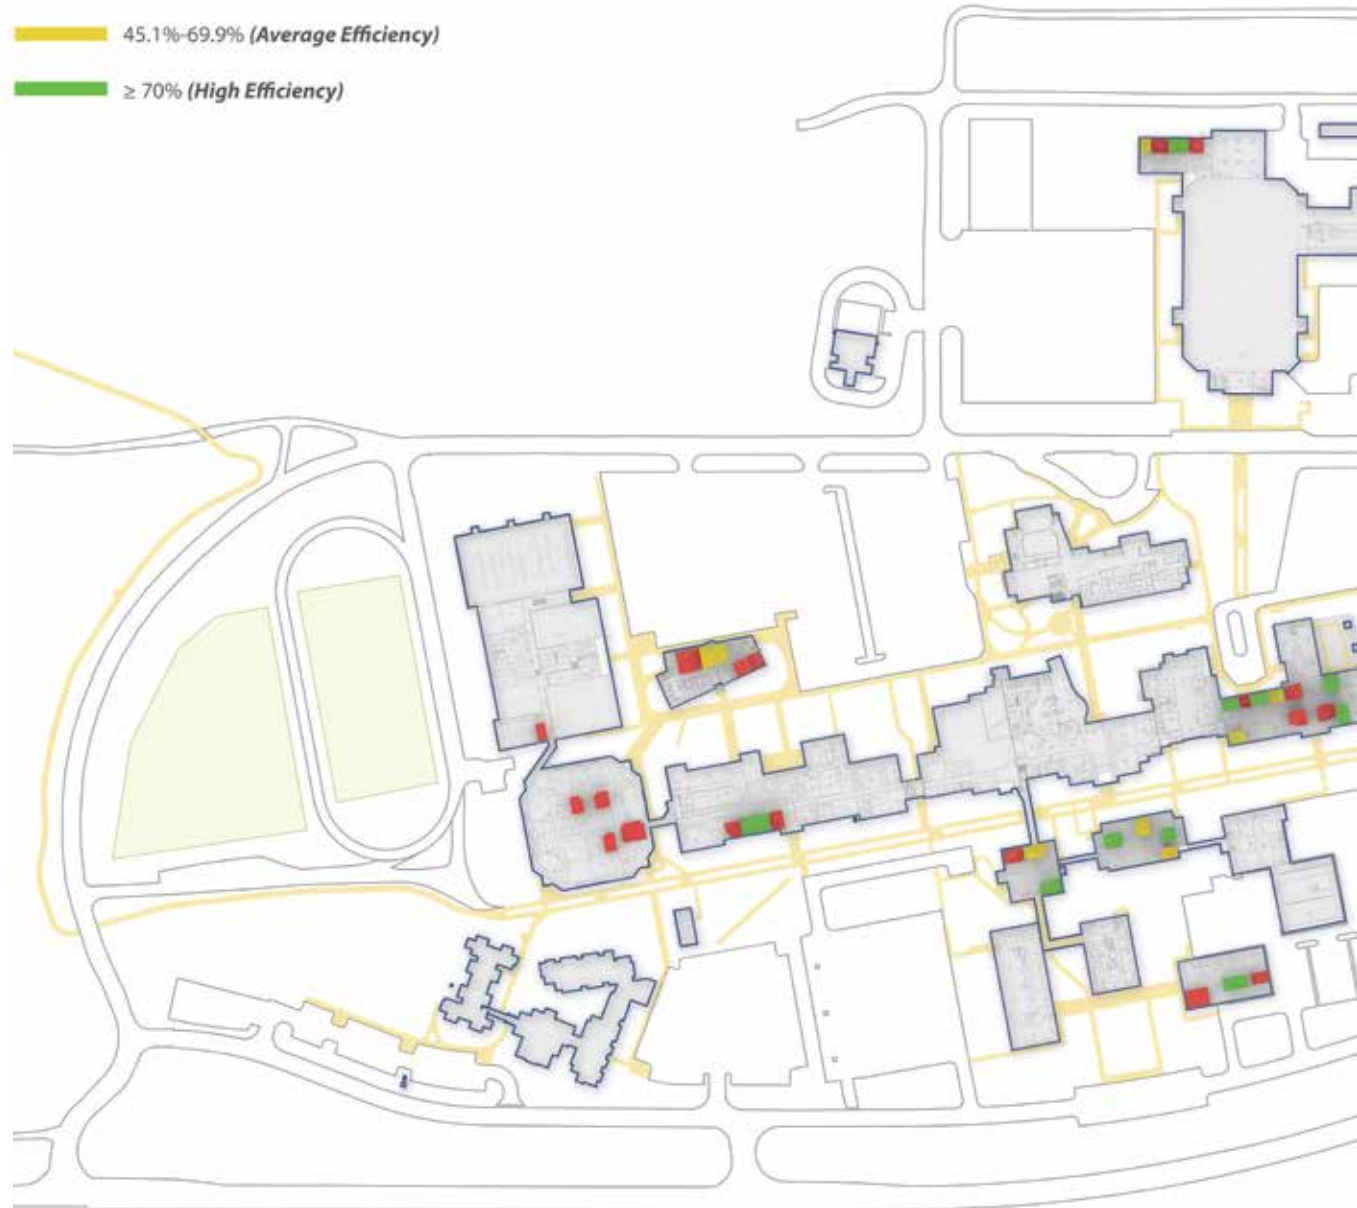 45.1%-69.9% (Average Efficiency)
≥ 70% (High Efficiency)